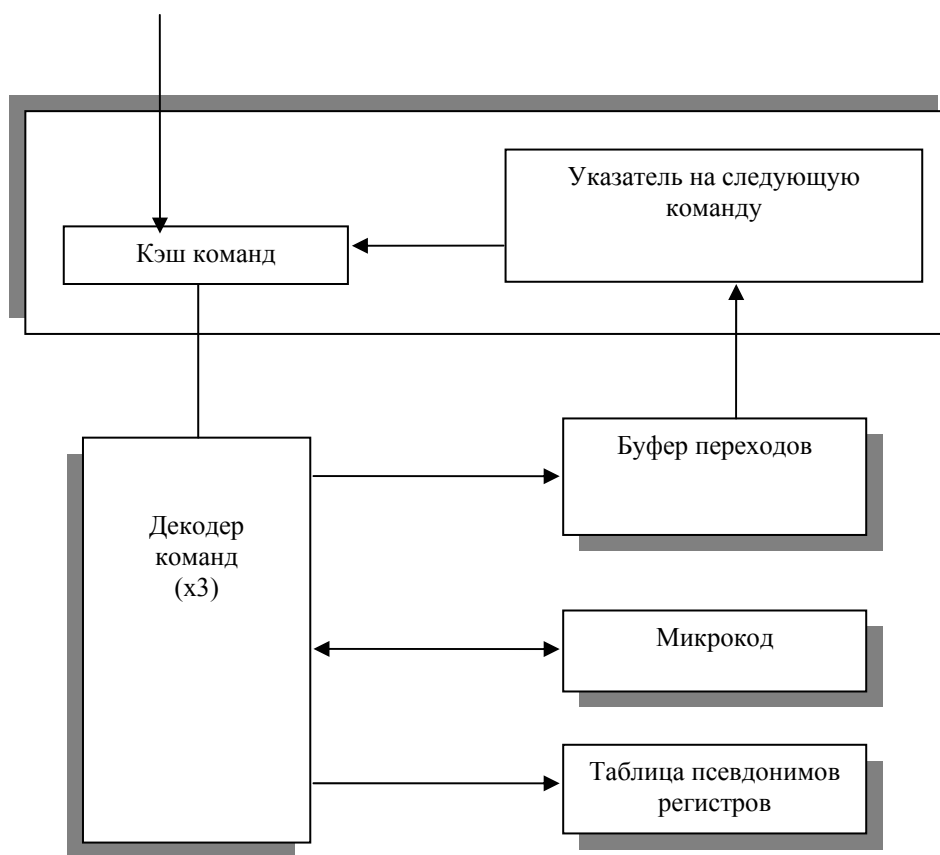 Указатель на следующую
команду
Кэш команд
Буфер переходов
Декодер
команд
(x3)
Микрокод
Таблица псевдонимов
регистров